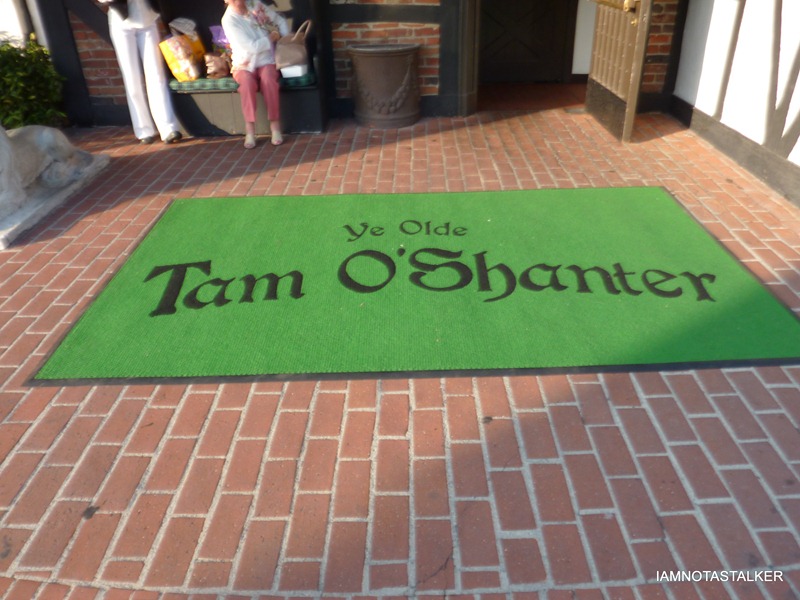 Ye Olde
Tam O'Shanter
IAMNOTASTALKER